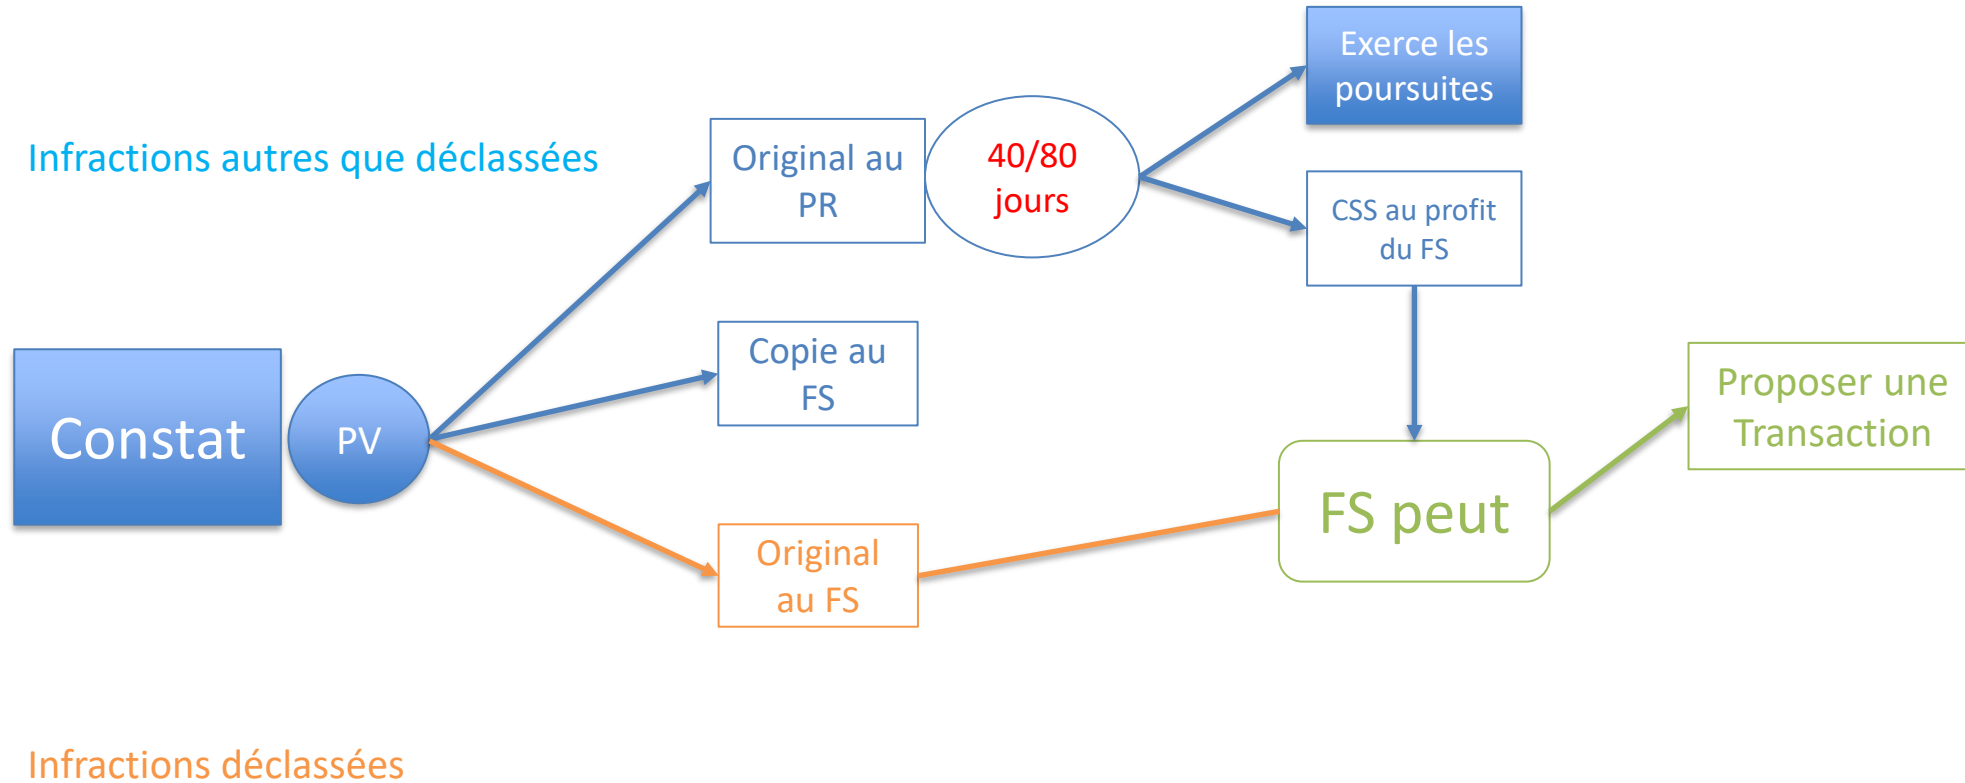 Exerce les
poursuites
Infractions autres que déclassées
Original au
PR
40/80
jours
CSS au profit
du FS
Copie au
FS
Constat
PV
Proposer une
Transaction
FS peut
Original
au FS
Infractions déclassées